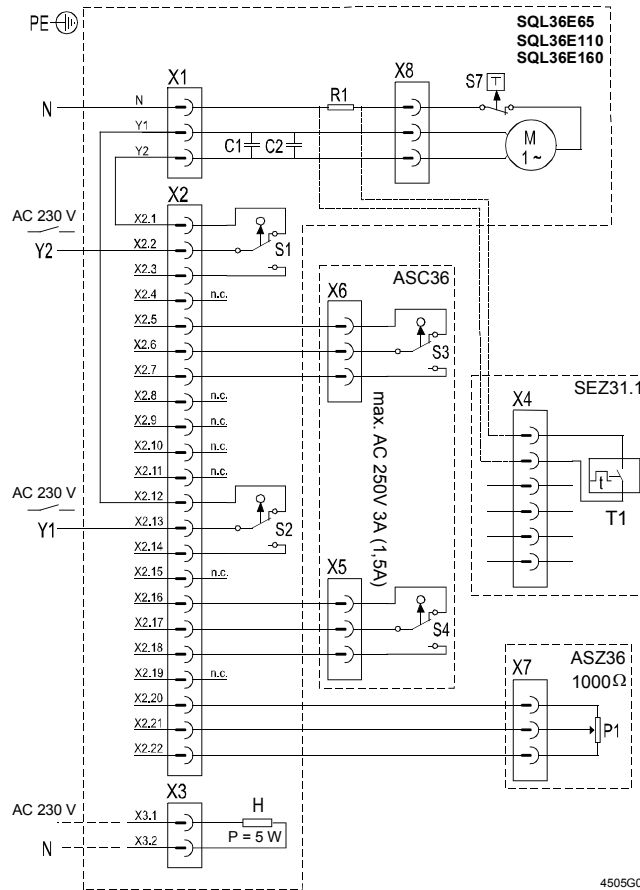 PE
SQL36E65
SQL36E110
SQL36E160
X1
X8
S7
T
N
N
R1
Y1
C1
C2
M
1 ~
Y2
X2
AC 230 V
X2.1
Y2
X2.2
S1
X2.3
X2.4
n.c.
ASC36
X6
X2.5
X2.6
S3
X2.7
X2.8
n.c.
X2.9
n.c.
X2.10
n.c.
X2.11
n.c.
max. AC 250V 3A (1,5A)
SEZ31.1
X4
t
T1
AC 230 V
X2.12
Y1
X2.13
S2
X2.14
X2.15
n.c.
X5
X2.16
X2.17
S4
X2.18
X2.19
n.c.
ASZ36
1000Ω
X7
X2.20
X2.21
P1
X2.22
X3
AC 230 V
X3.1
H
N
X3.2
P = 5 W